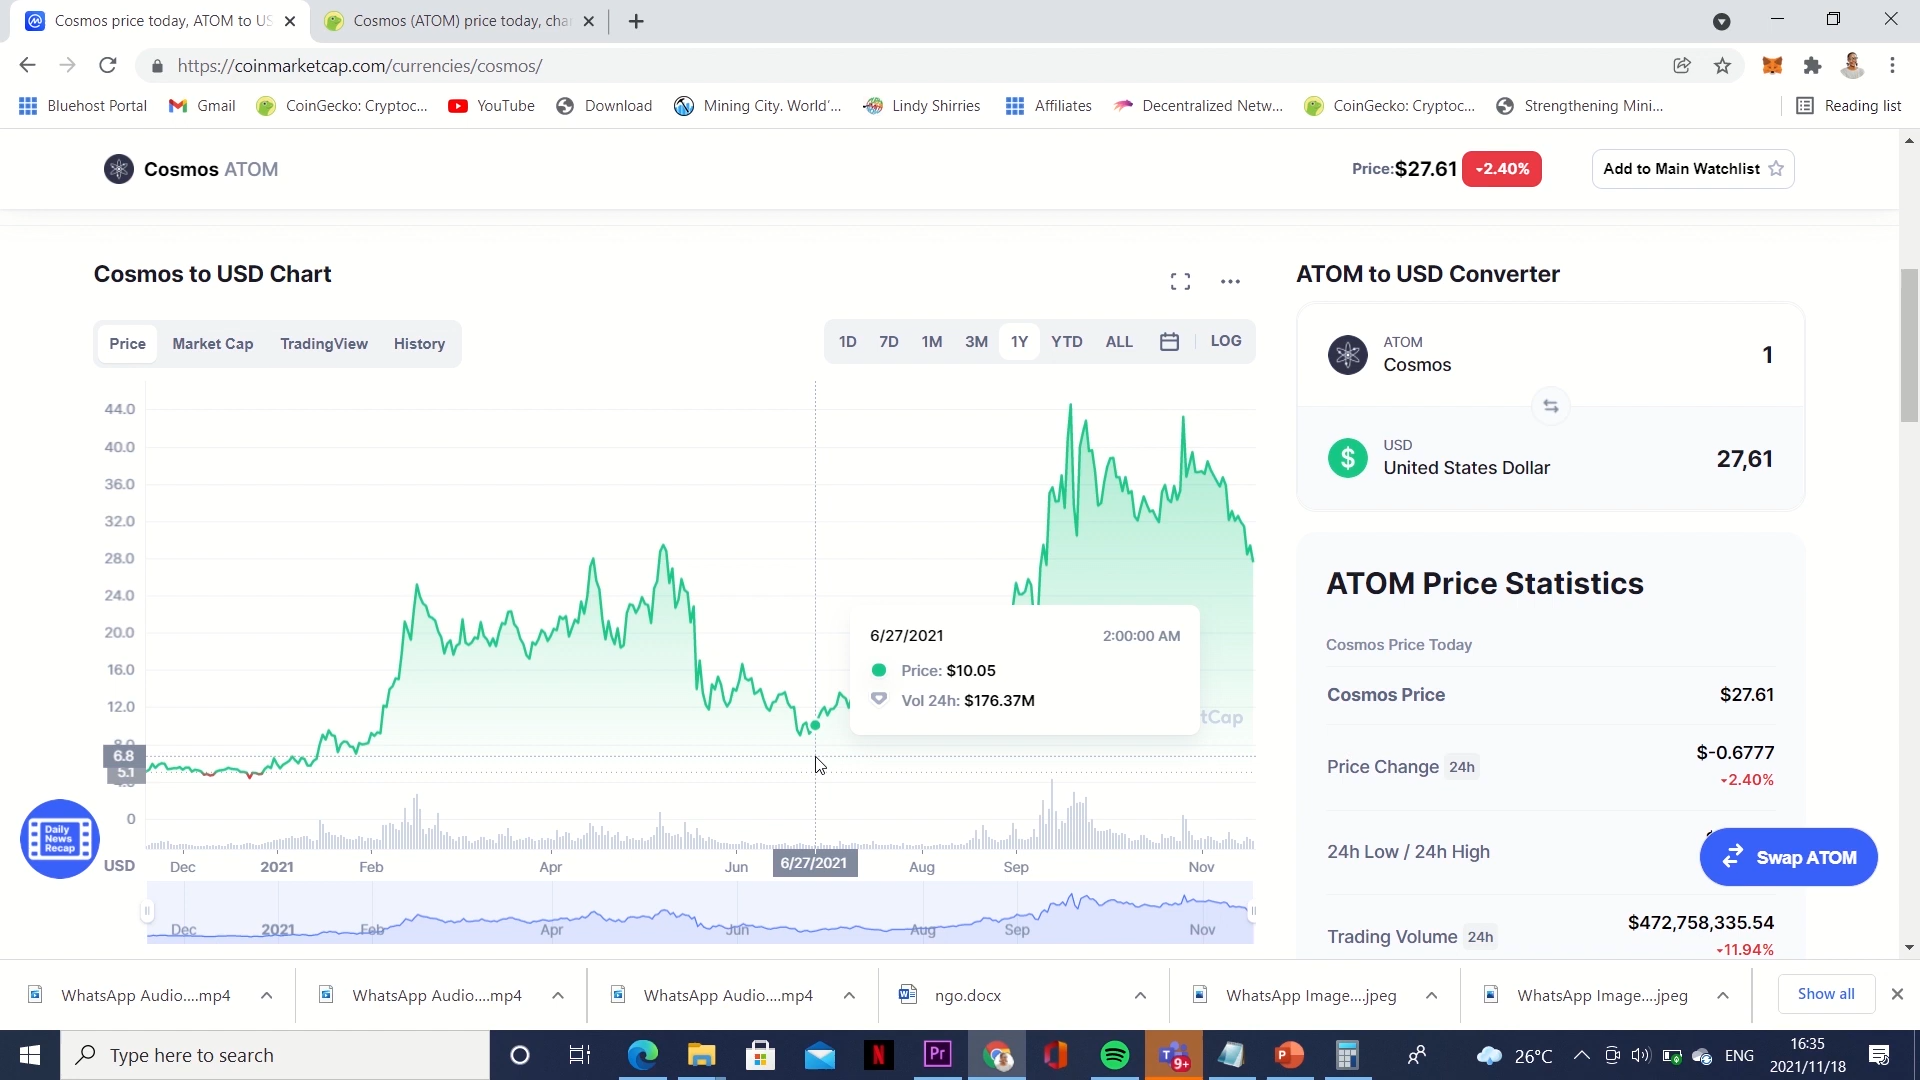 Cosmos price today, ATOM to US
Cosmos (ATOM) price today, cha
https://coinmarketcap.com/currencies/cosmos/
Bluehost Portal
Gmail
CoinGecko: Cryptoc...
YouTube
Download
Mining City. World'...
Lindy Shirries
Affiliates
Decentralized Netw...
CoinGecko: Cryptoc...
Strengthening Mini...
Reading list
Cosmos ATOM
Price:$27.61
-2.40%
Add to Main Watchlist
Cosmos to USD Chart
Price
Market Cap
TradingView
History
1D
7D
1M
3M
1Y
YTD
ALL
LOG
44.0
40.0
36.0
32.0
28.0
24.0
20.0
16.0
12.0
8.0
6.8
5.1
0
USD
6/27/2021
2:00:00 AM
Price: $10.05
Vol 24h: $176.37M
tCap
Dec
2021
Feb
Apr
Jun
6/27/2021
Aug
Sep
Nov
Dec
2021
Feb
Apr
Jun
Aug
Sep
Nov
Daily
News
Recap
ATOM to USD Converter
ATOM
Cosmos
1
USD
United States Dollar
27,61
ATOM Price Statistics
Cosmos Price Today
Cosmos Price
$27.61
Price Change 24h
$-0.6777
-2.40%
24h Low / 24h High
Swap ATOM
Trading Volume 24h
$472,758,335.54
-11.94%
WhatsApp Audio....mp4
WhatsApp Audio....mp4
WhatsApp Audio....mp4
ngo.docx
WhatsApp Image....jpeg
WhatsApp Image....jpeg
Show all
Type here to search
Pr
9+
26°C
ENG
16:35
2021/11/18